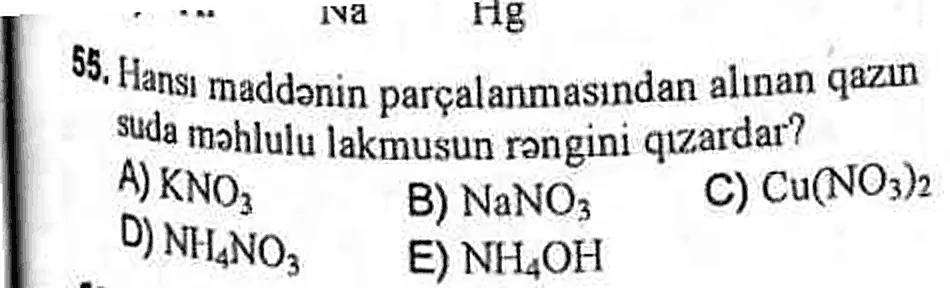 Na Hg
55. Hansı maddənin parçalanmasından alınan qazın
suda məhlulu lakmusun rəngini qızardar?
A) KNO₃ B) NaNO₃ C) Cu(NO₃)₂
D) NH₄NO₃ E) NH₄OH